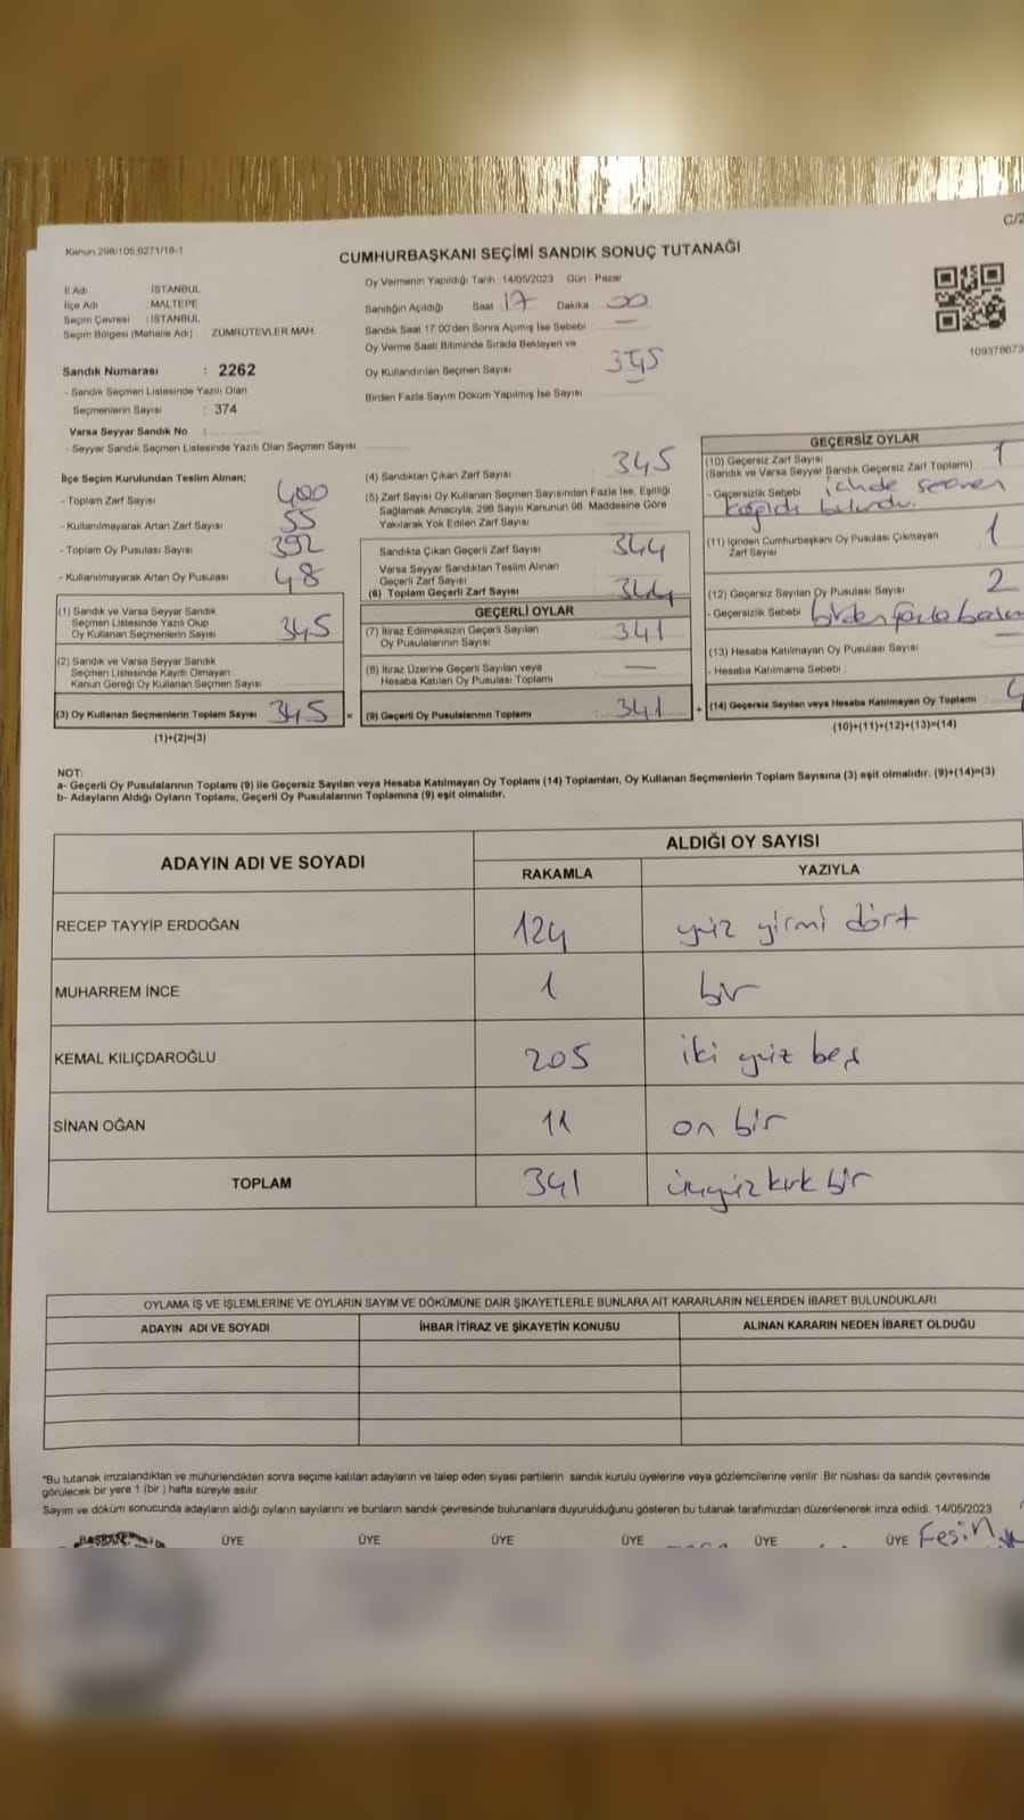 Kanun 298/105,6271/16-1
C/2
CUMHURBAŞKANI SEÇİMİ SANDIK SONUÇ TUTANAĞI
İl Adı : İSTANBUL
İlçe Adı : MALTEPE
Seçim Çevresi : İSTANBUL
Seçim Bölgesi (Mahalle Adı) : ZÜMRÜTEVLER MAH.
Oy Vermenin Yapıldığı Tarih : 14/05/2023 Gün : Pazar
Sandığın Açıldığı Saat 17 Dakika 00
Sandık Saat 17:00'den Sonra Açılmış İse Sebebi —
Oy Verme Saati Bitiminde Sırada Bekleyen ve
Oy Kullandırılan Seçmen Sayısı 345
Birden Fazla Sayım Döküm Yapılmış İse Sayısı
109378673
Sandık Numarası : 2262
- Sandık Seçmen Listesinde Yazılı Olan
Seçmenlerin Sayısı : 374
Varsa Seyyar Sandık No :
- Seyyar Sandık Seçmen Listesinde Yazılı Olan Seçmen Sayısı
İlçe Seçim Kurulundan Teslim Alınan;
- Toplam Zarf Sayısı 400
- Kullanılmayarak Artan Zarf Sayısı 55
- Toplam Oy Pusulası Sayısı 392
- Kullanılmayarak Artan Oy Pusulası 48
(1) Sandık ve Varsa Seyyar Sandık
Seçmen Listesinde Yazılı Olup
Oy Kullanan Seçmenlerin Sayısı 345
(2) Sandık ve Varsa Seyyar Sandık
Seçmen Listesinde Kayıtlı Olmayan
Kanun Gereği Oy Kullanan Seçmen Sayısı
(3) Oy Kullanan Seçmenlerin Toplam Sayısı 345 =
(1)+(2)=(3)
(4) Sandıktan Çıkan Zarf Sayısı 345
(5) Zarf Sayısı Oy Kullanan Seçmen Sayısından Fazla İse, Eşitliği
Sağlamak Amacıyla, 298 Sayılı Kanunun 98. Maddesine Göre
Yakılarak Yok Edilen Zarf Sayısı
Sandıkta Çıkan Geçerli Zarf Sayısı 344
Varsa Seyyar Sandıktan Teslim Alınan
Geçerli Zarf Sayısı
(6) Toplam Geçerli Zarf Sayısı 344
GEÇERLİ OYLAR
(7) İtiraz Edilmeksizin Geçerli Sayılan
Oy Pusulalarının Sayısı 341
(8) İtiraz Üzerine Geçerli Sayılan veya
Hesaba Katılan Oy Pusulası Toplamı —
(9) Geçerli Oy Pusulalarının Toplamı 341 +
GEÇERSİZ OYLAR
(10) Geçersiz Zarf Sayısı 1
(Sandık ve Varsa Seyyar Sandık Geçersiz Zarf Toplamı)
- Geçersizlik Sebebi içinde seçmen
kağıdı bulundu.
(11) İçinden Cumhurbaşkanı Oy Pusulası Çıkmayan
Zarf Sayısı 1
(12) Geçersiz Sayılan Oy Pusulası Sayısı 2
- Geçersizlik Sebebi birden fazla
(13) Hesaba Katılmayan Oy Pusulası Sayısı —
- Hesaba Katılmama Sebebi :
(14) Geçersiz Sayılan veya Hesaba Katılmayan Oy Toplamı 4
(10)+(11)+(12)+(13)=(14)
NOT:
a- Geçerli Oy Pusulalarının Toplamı (9) ile Geçersiz Sayılan veya Hesaba Katılmayan Oy Toplamı (14) Toplamları, Oy Kullanan Seçmenlerin Toplam Sayısına (3) eşit olmalıdır. (9)+(14)=(3)
b- Adayların Aldığı Oyların Toplamı, Geçerli Oy Pusulalarının Toplamına (9) eşit olmalıdır.
ADAYIN ADI VE SOYADI
ALDIĞI OY SAYISI
RAKAMLA YAZIYLA
RECEP TAYYİP ERDOĞAN 124 yüz yirmi dört
MUHARREM İNCE 1 bir
KEMAL KILIÇDAROĞLU 205 iki yüz beş
SİNAN OĞAN 11 on bir
TOPLAM 341 üçyüz kırk bir
OYLAMA İŞ VE İŞLEMLERİNE VE OYLARIN SAYIM VE DÖKÜMÜNE DAİR ŞİKAYETLERLE BUNLARA AİT KARARLARIN NELERDEN İBARET BULUNDUKLARI
ADAYIN ADI VE SOYADI İHBAR İTİRAZ VE ŞİKAYETİN KONUSU ALINAN KARARIN NEDEN İBARET OLDUĞU
*Bu tutanak imzalandıktan ve mühürlendikten sonra seçime katılan adayların ve talep eden siyasi partilerin sandık kurulu üyelerine veya gözlemcilerine verilir. Bir nüshası da sandık çevresinde
görülecek bir yere 1 (bir ) hafta süreyle asılır.
Sayım ve döküm sonucunda adayların aldığı oyların sayılarını ve bunların sandık çevresinde bulunanlara duyurulduğunu gösteren bu tutanak tarafımızdan düzenlenerek imza edildi. 14/05/2023
BAŞKAN ÜYE ÜYE ÜYE ÜYE ÜYE ÜYE